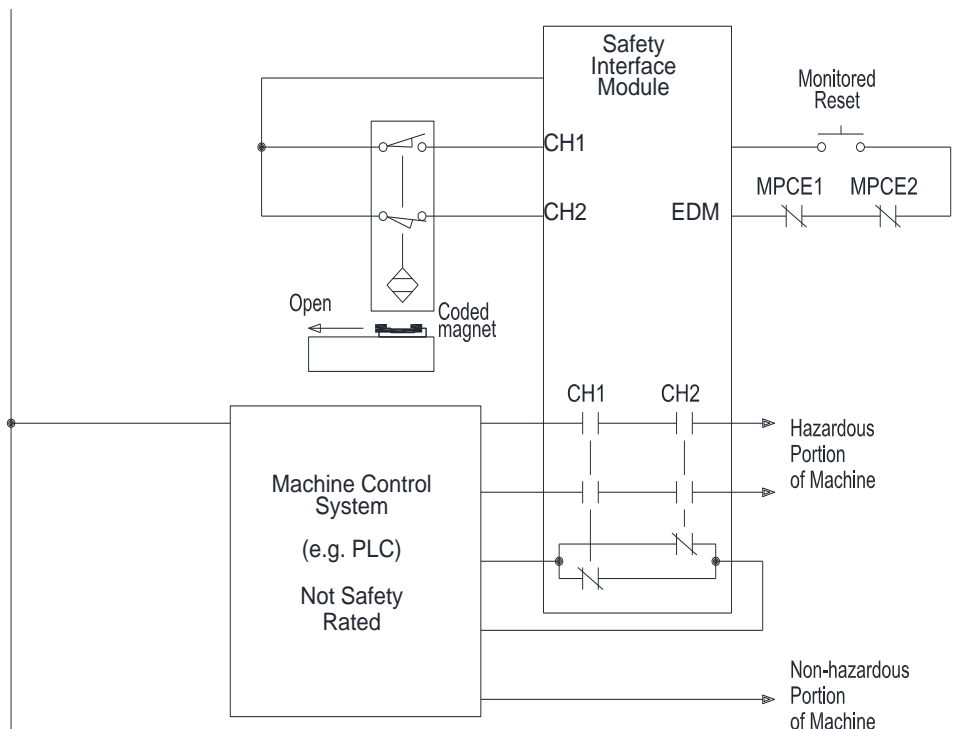 Safety
Interface
Module
Monitored
Reset
CH1
MPCE1 MPCE2
CH2 EDM
Open
Coded
magnet
CH1 CH2
Hazardous
Portion
of Machine
Machine Control
System
(e.g. PLC)
Not Safety
Rated
Non-hazardous
Portion
of Machine